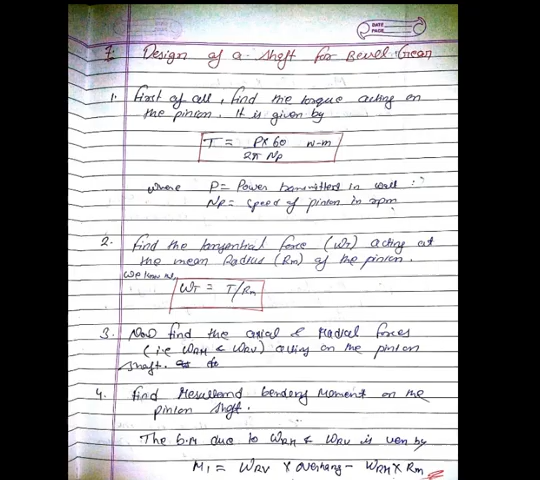 DATE
PAGE
7. Design of a shaft for Bevel Gear
1. First of all, find the torque acting on
the pinion. It is given by
T = P×60 / 2π Np N-m
where P = Power transmitted in watt
Np = speed of pinion in rpm
2. find the tangential force (WT) acting at
the mean Radius (Rm) of the pinion.
we know
WT = T/Rm
3. Now find the axial & Radial forces
(i.e WRH & WRV) acting on the pinion
shaft.
4. find Resultend bending Moment on the
pinion shaft.
The B.M due to WRH & WRV is ven by
M1 = WRV × overhang - WRH × Rm